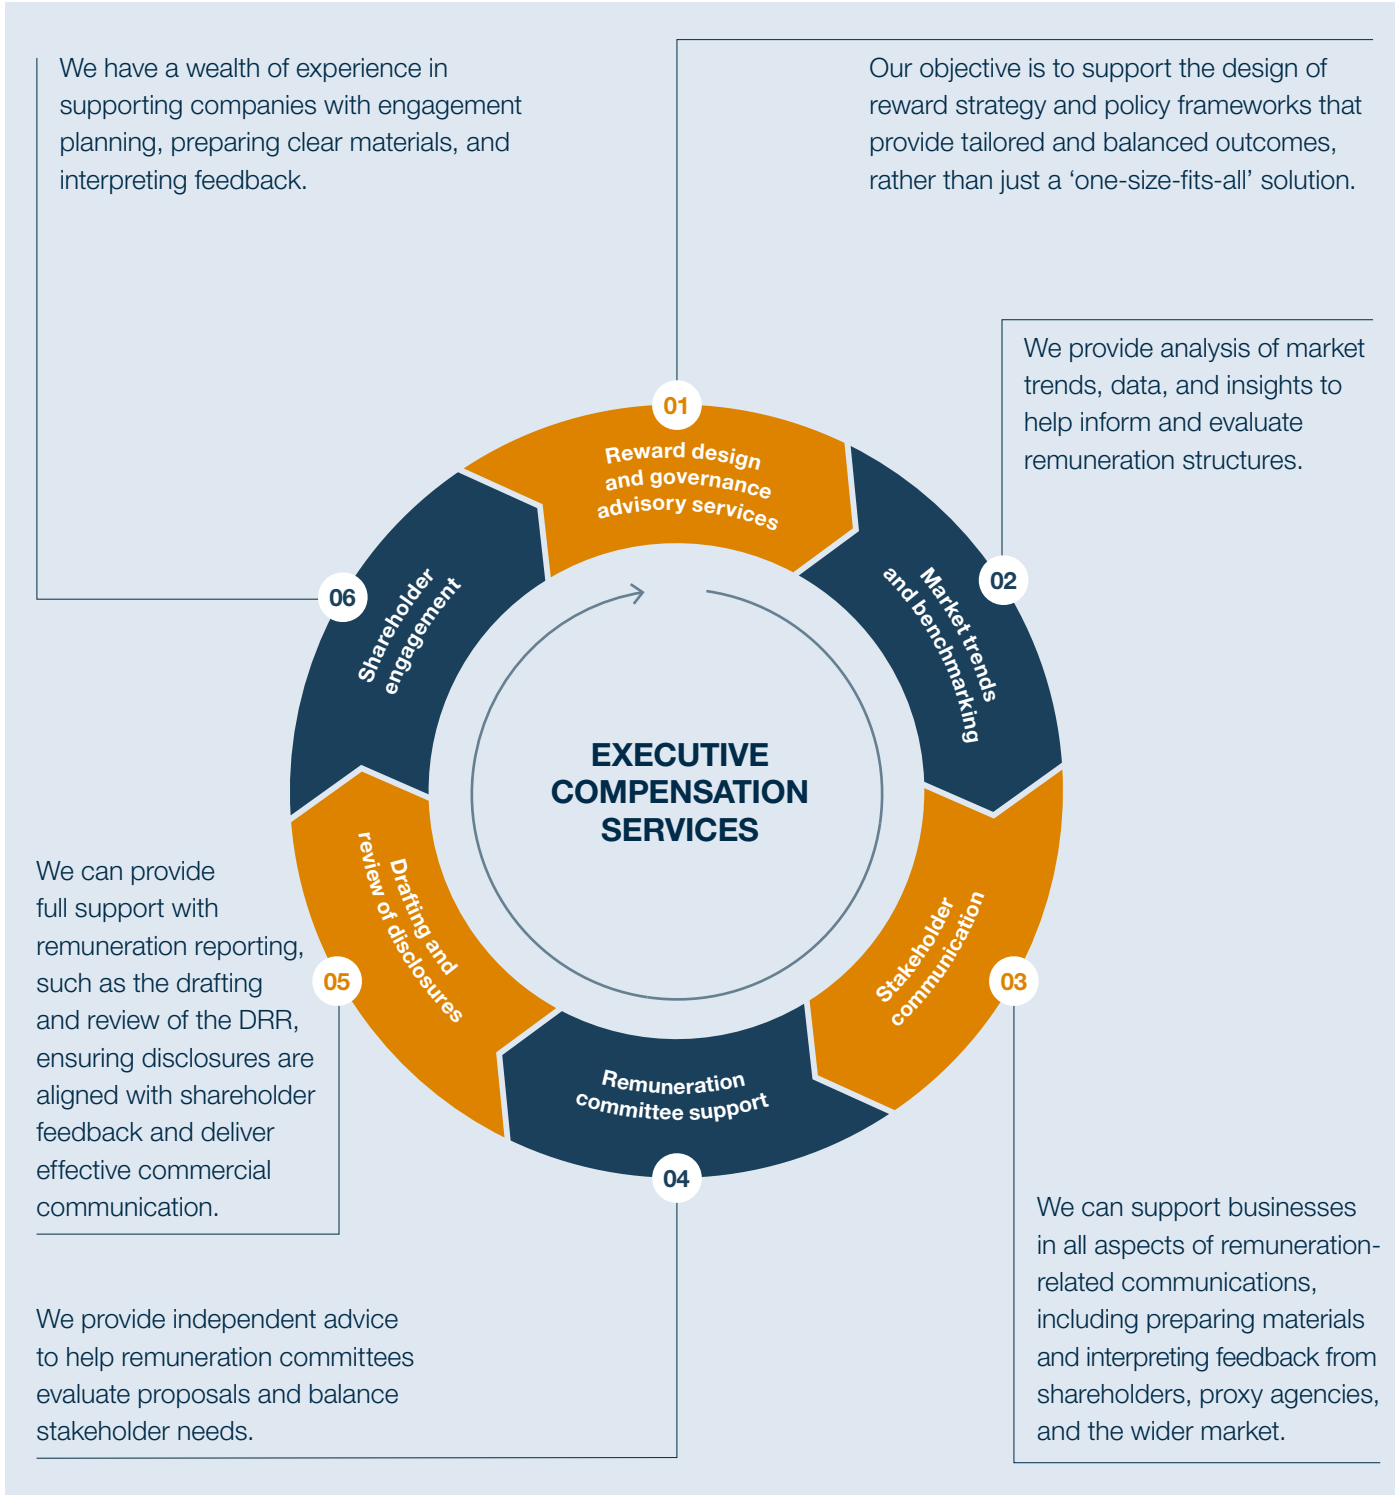 We have a wealth of experience in
supporting companies with engagement
planning, preparing clear materials, and
interpreting feedback.
Our objective is to support the design of
reward strategy and policy frameworks that
provide tailored and balanced outcomes,
rather than just a ‘one-size-fits-all’ solution.
We provide analysis of market
trends, data, and insights to
help inform and evaluate
remuneration structures.
01
Reward design
and governance
advisory services
02
Market trends
and benchmarking
06
Shareholder
engagement
EXECUTIVE
COMPENSATION
SERVICES
05
Drafting and
review of disclosures
03
Stakeholder
communication
Remuneration
committee support
04
We can provide
full support with
remuneration reporting,
such as the drafting
and review of the DRR,
ensuring disclosures are
aligned with shareholder
feedback and deliver
effective commercial
communication.
We can support businesses
in all aspects of remuneration-
related communications,
including preparing materials
and interpreting feedback from
shareholders, proxy agencies,
and the wider market.
We provide independent advice
to help remuneration committees
evaluate proposals and balance
stakeholder needs.